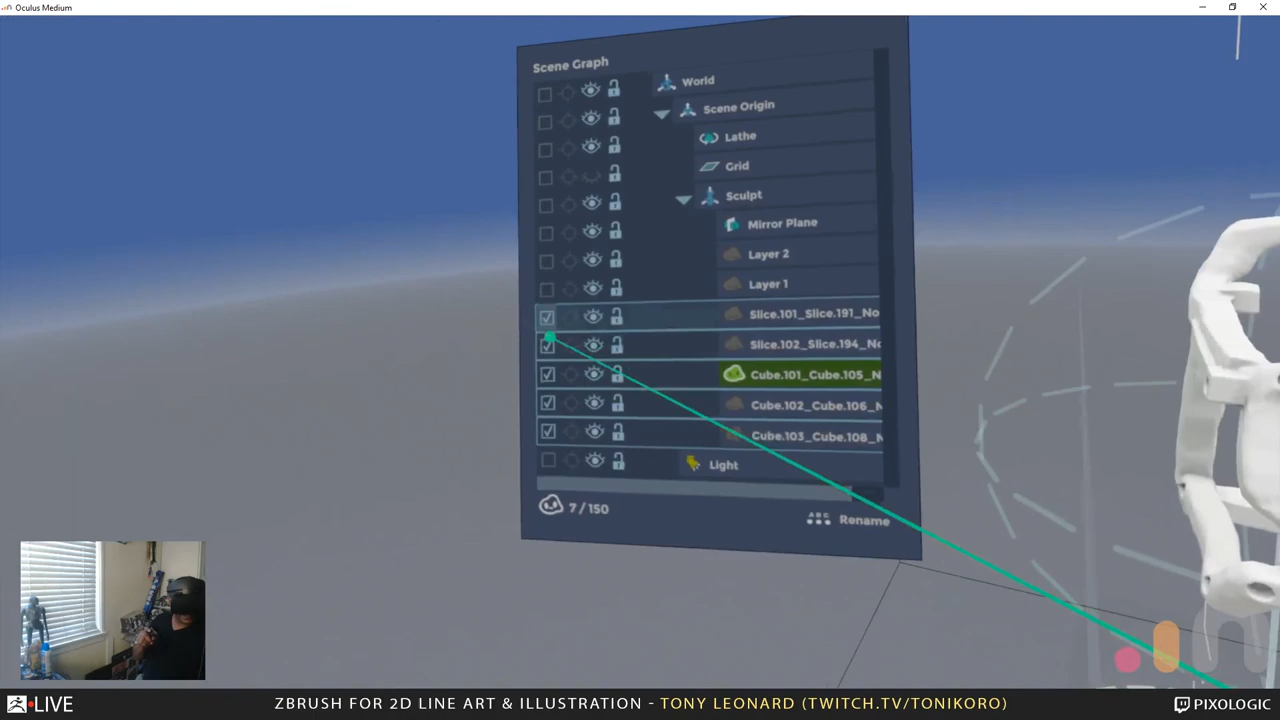 Oculus Medium
Scene Graph
World
Scene Origin
Lathe
Grid
Sculpt
Mirror Plane
Layer 2
Layer 1
Slice.101_Slice.191_No
Slice.102_Slice.194_Nc
Cube.101_Cube.105_N
Cube.102_Cube.106_N
Cube.103_Cube.108_N
Light
7 / 150
ABC Rename
LIVE
ZBRUSH FOR 2D LINE ART & ILLUSTRATION - TONY LEONARD (TWITCH.TV/TONIKORO)
PIXOLOGIC